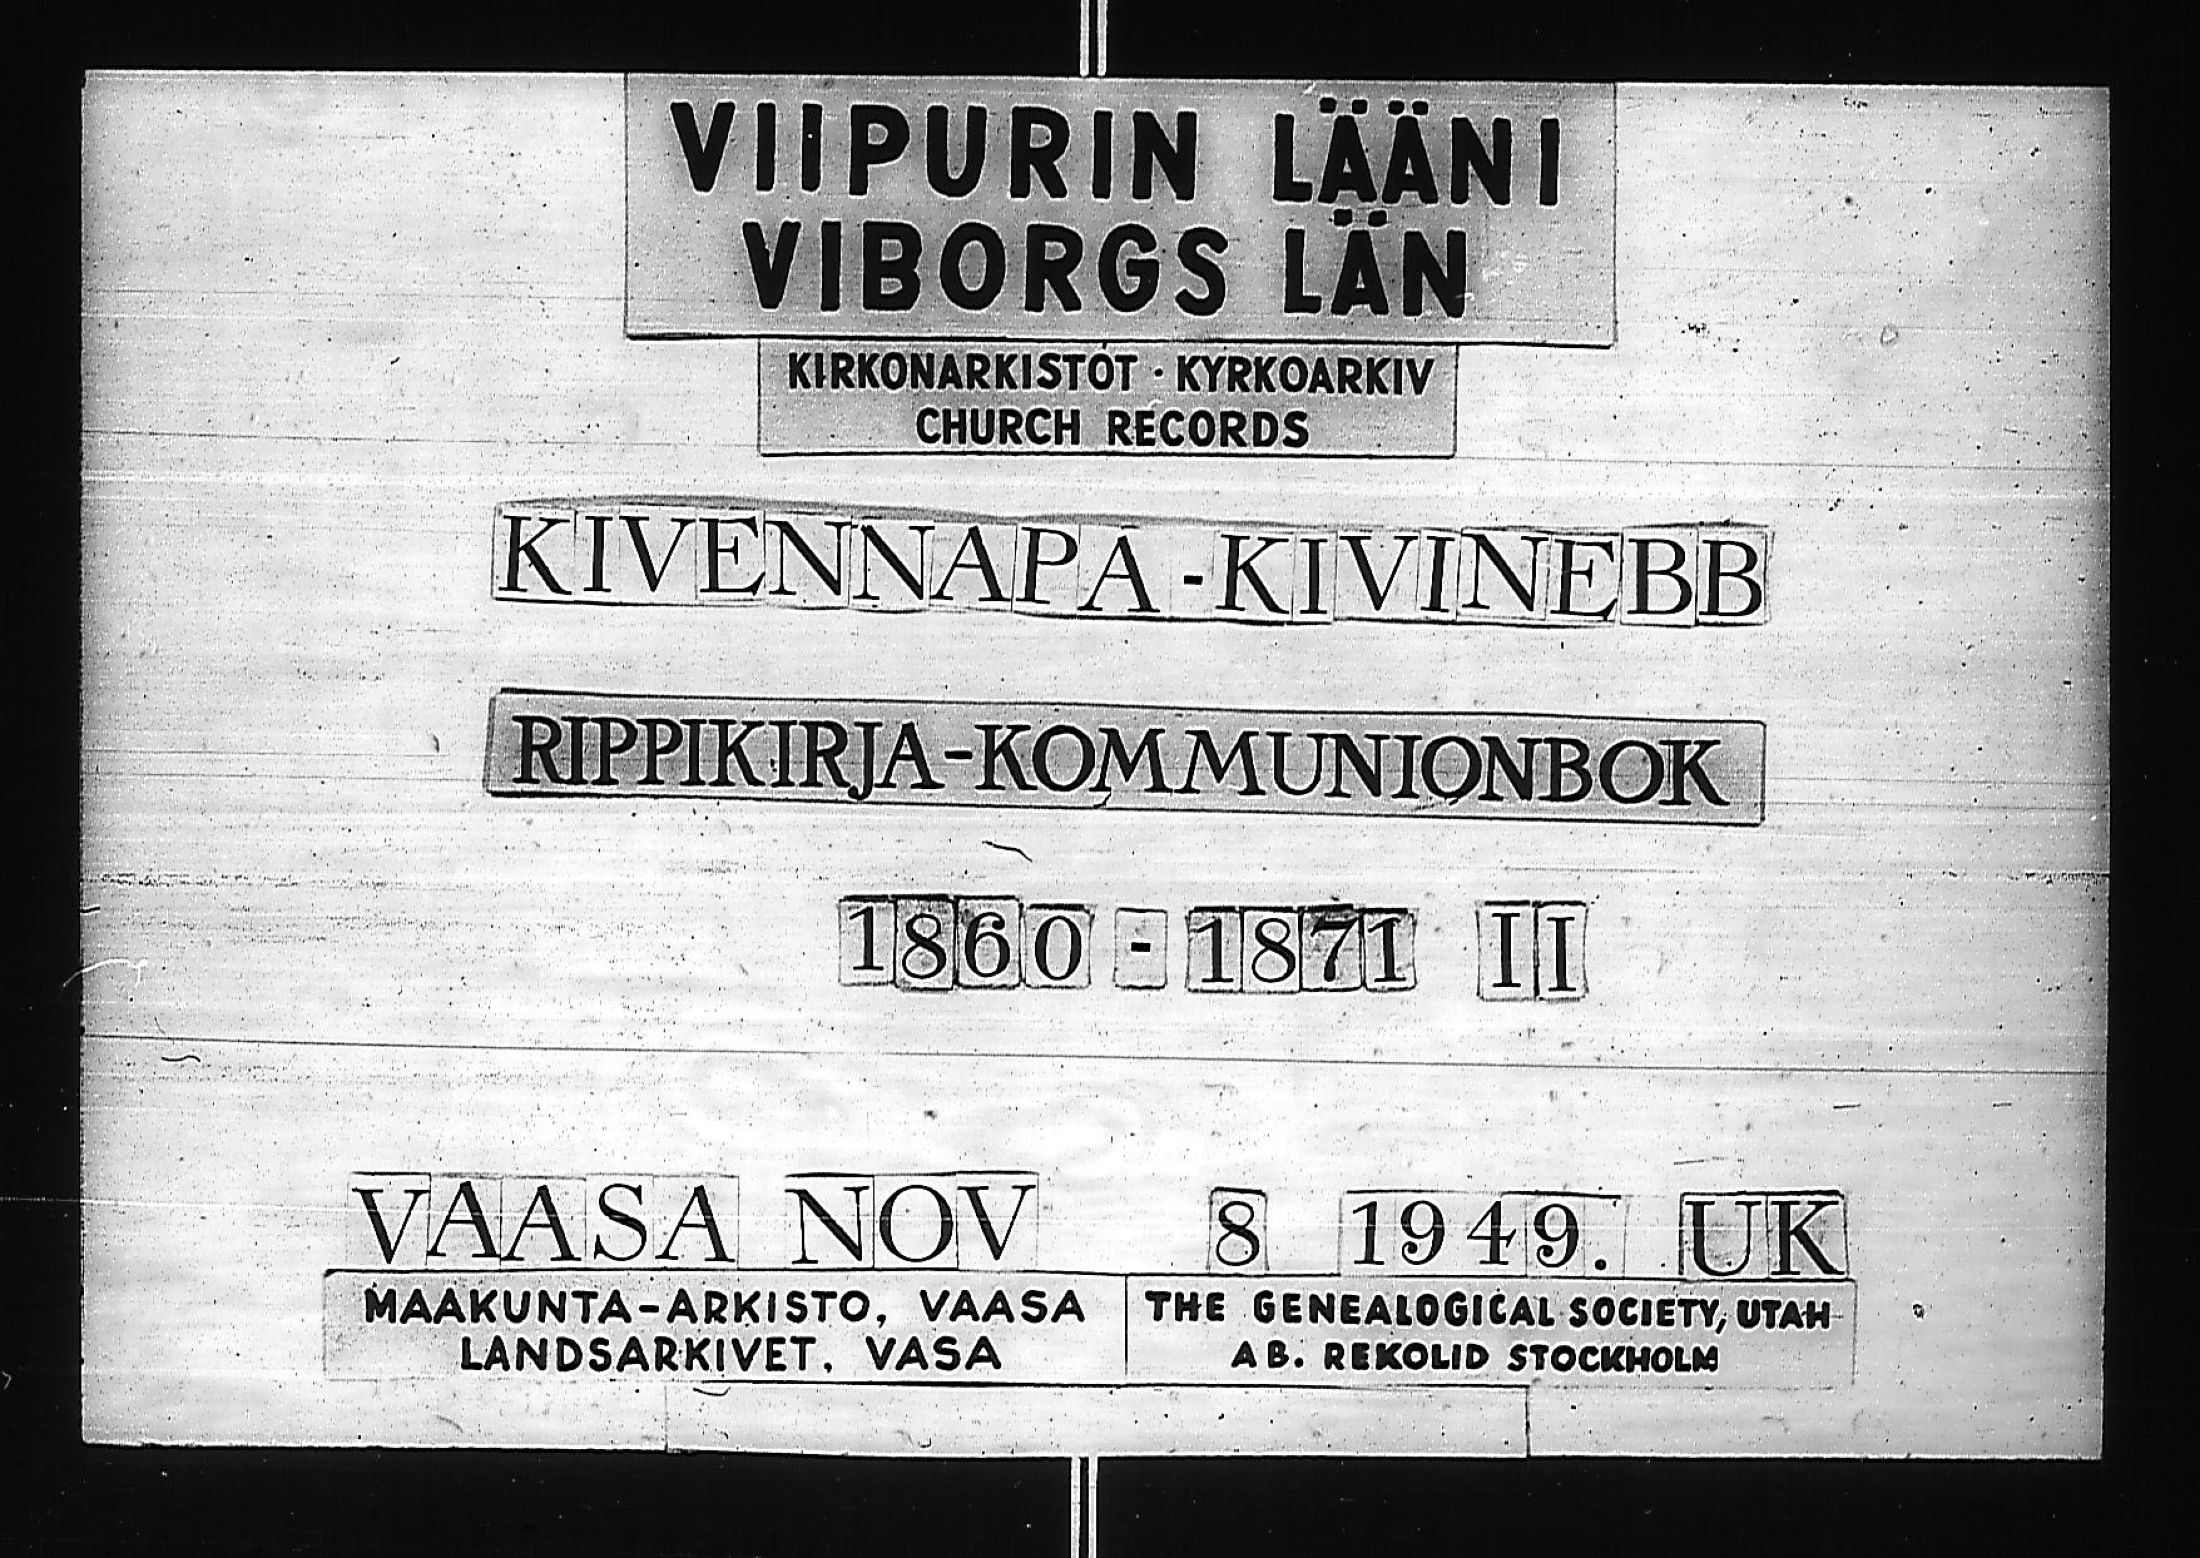 VIIPURIN LÄÄNI
VIBORGS LÄN
KIRKONARKISTOT · KYRKOARKIV
CHURCH RECORDS
KIVENNAPA-KIVINEBB
RIPPIKIRJA-KOMMUNIONBOK
1860 - 1871 II
VAASA NOV 8 1949. UK
MAAKUNTA-ARKISTO, VAASA
LANDSARKIVET, VASA
THE GENEALOGICAL SOCIETY, UTAH
AB. REKOLID STOCKHOLM